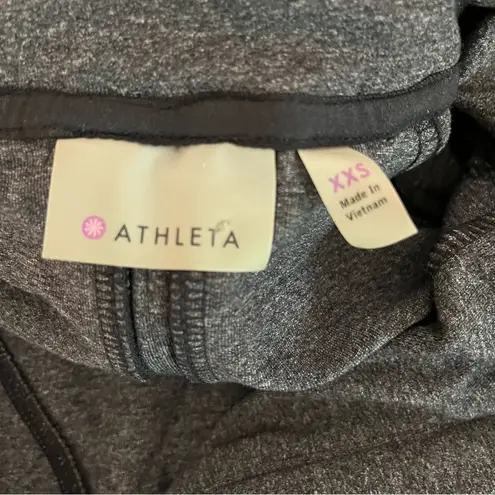 ATHLETA
XXS
Made In
Vietnam